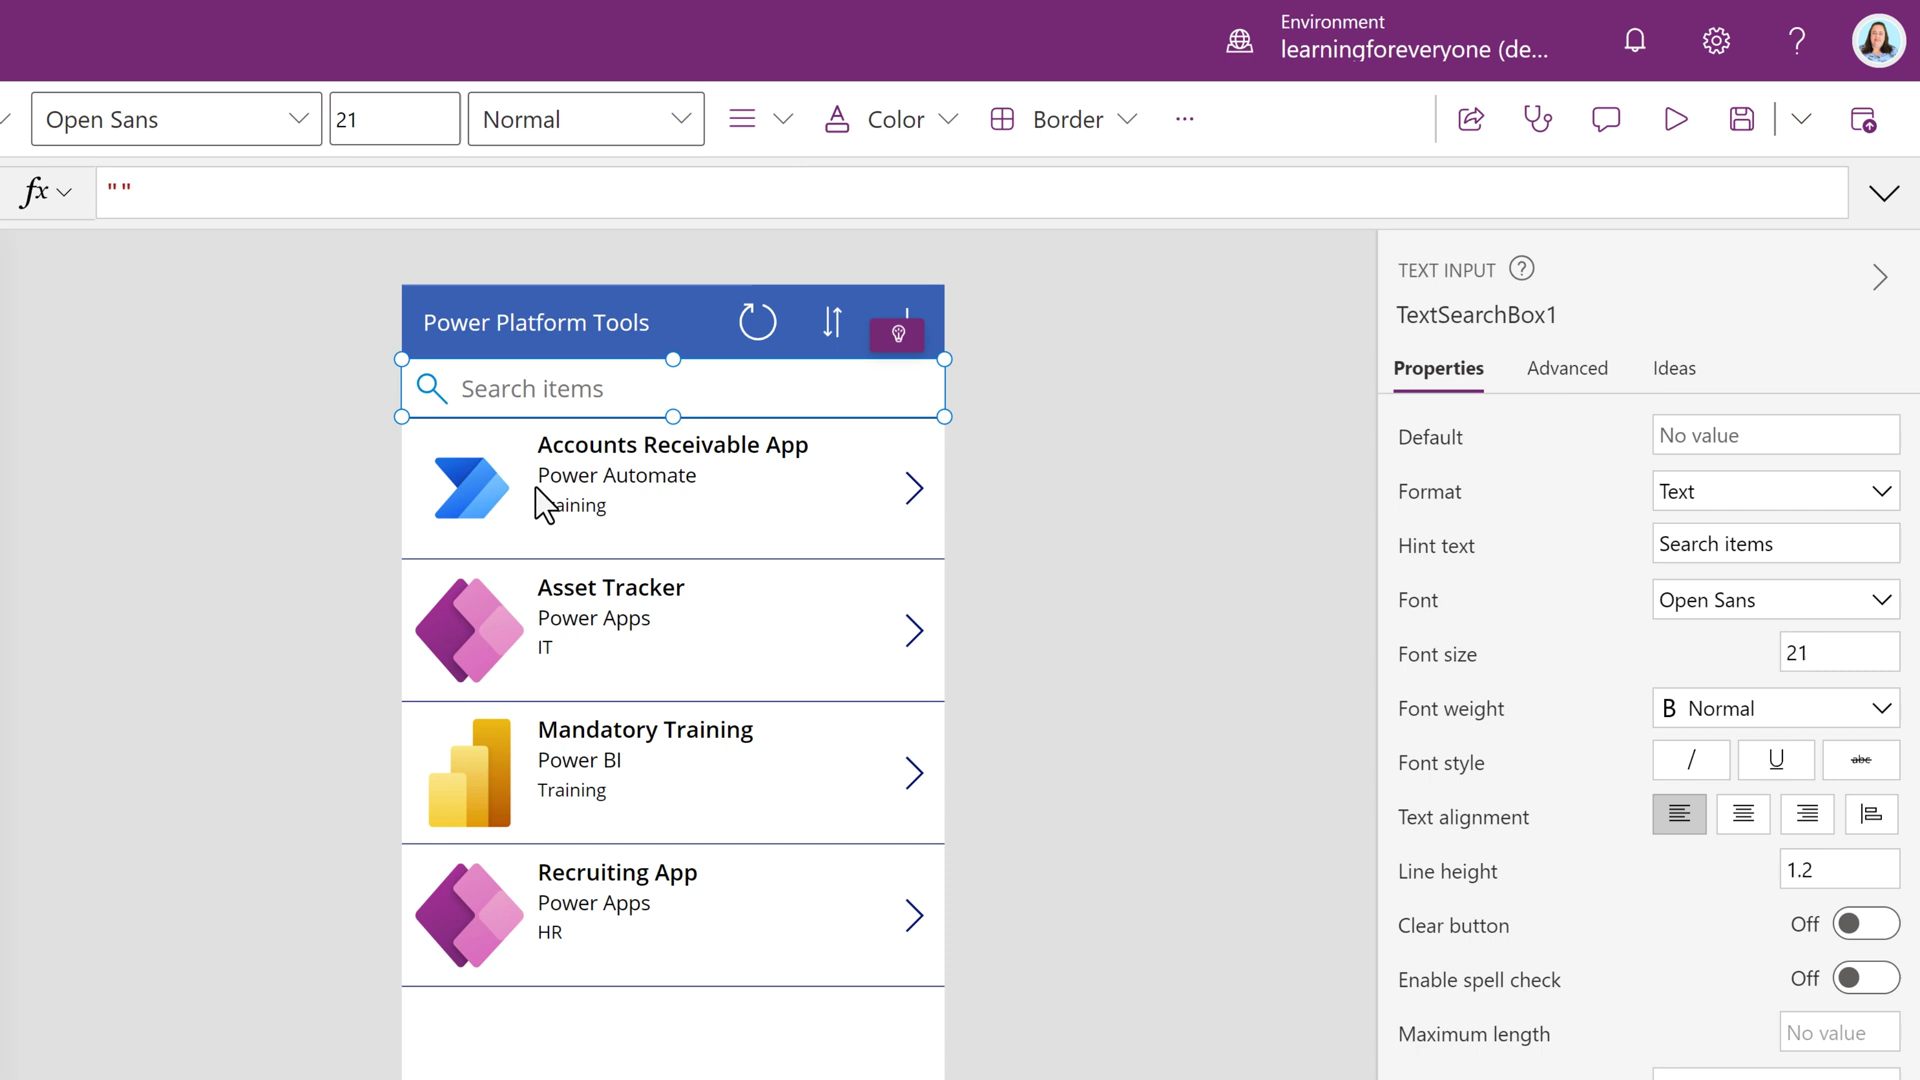 Environment
learningforeveryone (de...
Open Sans
21
Normal
Color
Border
...
fx
""
Power Platform Tools
Search items
Accounts Receivable App
Power Automate
aining
Asset Tracker
Power Apps
IT
Mandatory Training
Power BI
Training
Recruiting App
Power Apps
HR
TEXT INPUT
TextSearchBox1
Properties
Advanced
Ideas
Default
No value
Format
Text
Hint text
Search items
Font
Open Sans
Font size
21
Font weight
B Normal
Font style
/
U
abc
Text alignment
Line height
1.2
Clear button
Off
Enable spell check
Off
Maximum length
No value